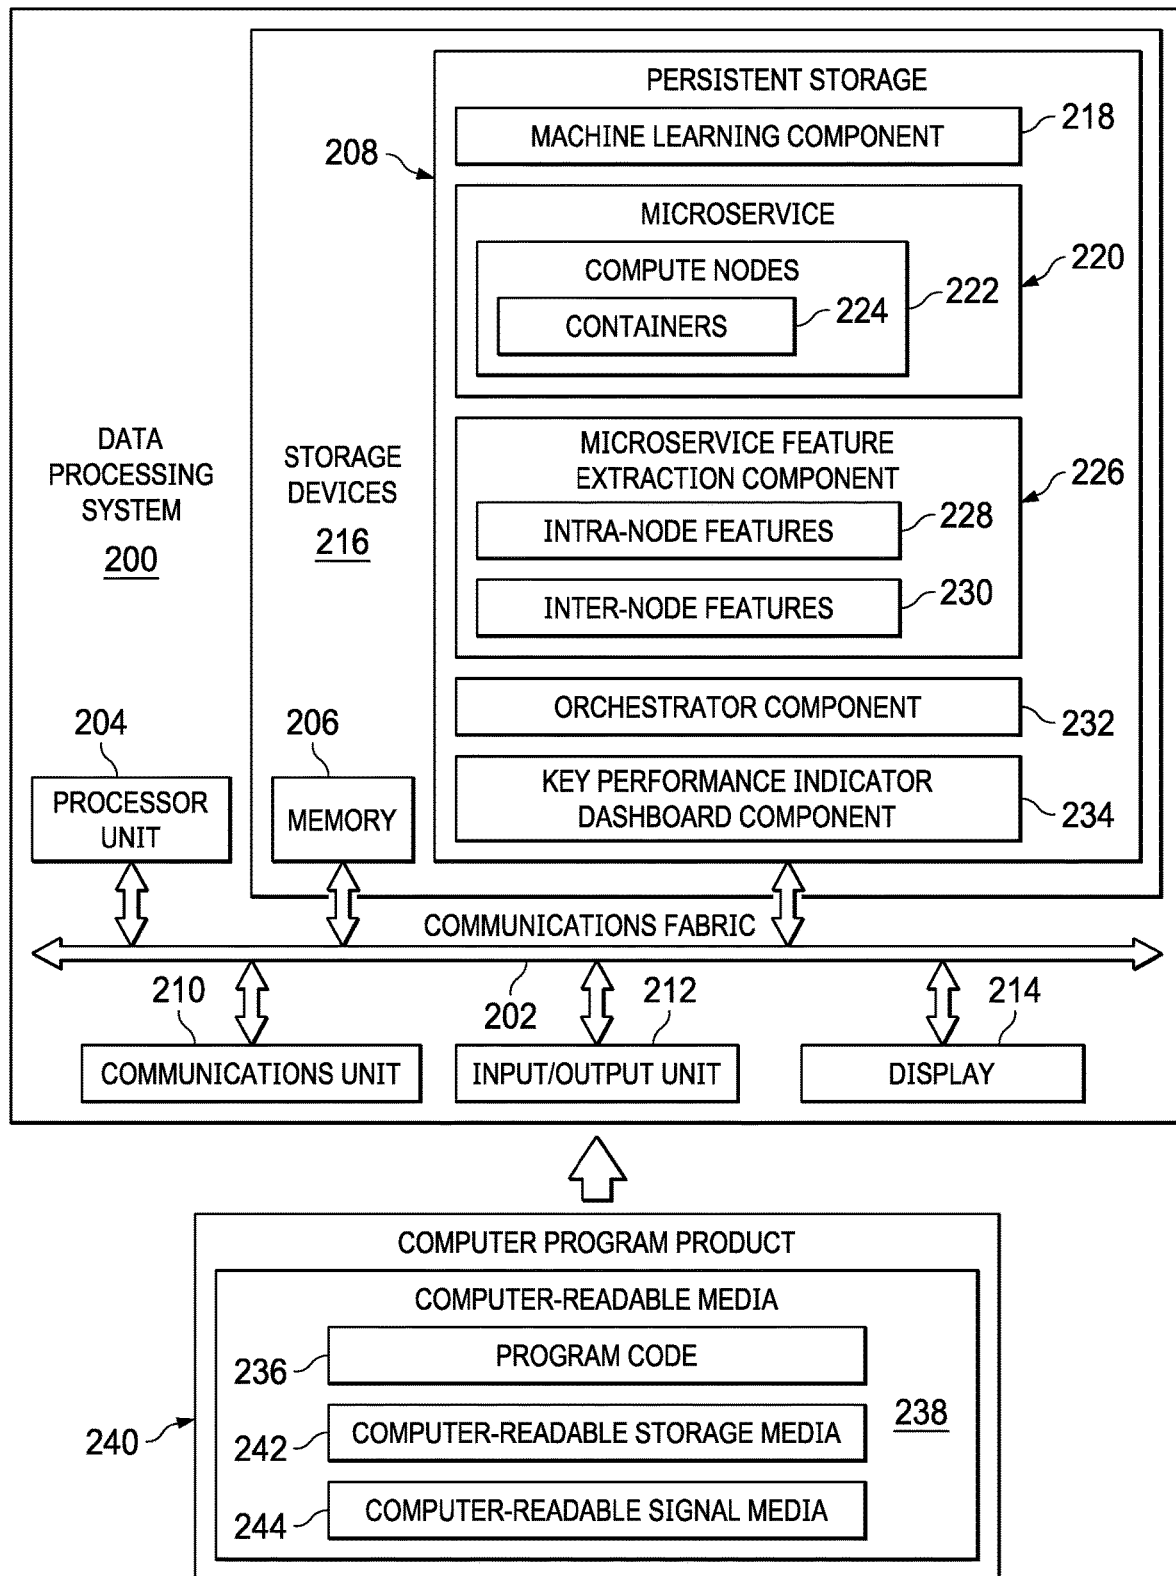 PERSISTENT STORAGE
MACHINE LEARNING COMPONENT
218
208
MICROSERVICE
220
COMPUTE NODES
222
CONTAINERS
224
DATA
PROCESSING
SYSTEM
200
STORAGE
DEVICES
216
MICROSERVICE FEATURE
EXTRACTION COMPONENT
226
INTRA-NODE FEATURES
228
INTER-NODE FEATURES
230
ORCHESTRATOR COMPONENT
232
KEY PERFORMANCE INDICATOR
DASHBOARD COMPONENT
234
204
PROCESSOR
UNIT
206
MEMORY
COMMUNICATIONS FABRIC
202
210
COMMUNICATIONS UNIT
212
INPUT/OUTPUT UNIT
214
DISPLAY
COMPUTER PROGRAM PRODUCT
240
COMPUTER-READABLE MEDIA
238
236
PROGRAM CODE
242
COMPUTER-READABLE STORAGE MEDIA
244
COMPUTER-READABLE SIGNAL MEDIA